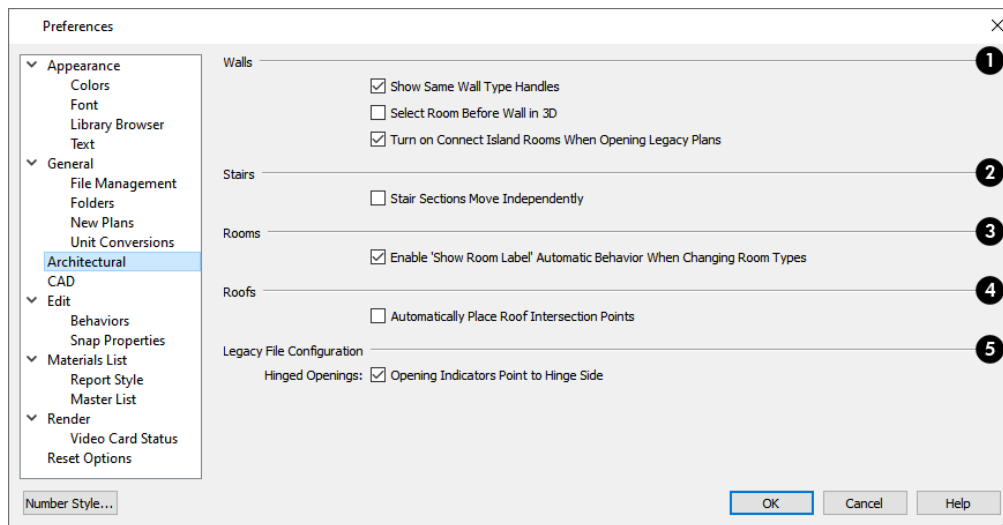 Preferences
Appearance
Colors
Font
Library Browser
Text
General
File Management
Folders
New Plans
Unit Conversions
Architectural
CAD
Edit
Behaviors
Snap Properties
Materials List
Report Style
Master List
Render
Video Card Status
Reset Options
Walls 1
Show Same Wall Type Handles
Select Room Before Wall in 3D
Turn on Connect Island Rooms When Opening Legacy Plans
Stairs 2
Stair Sections Move Independently
Rooms 3
Enable 'Show Room Label' Automatic Behavior When Changing Room Types
Roofs 4
Automatically Place Roof Intersection Points
Legacy File Configuration 5
Hinged Openings: Opening Indicators Point to Hinge Side
Number Style... OK Cancel Help